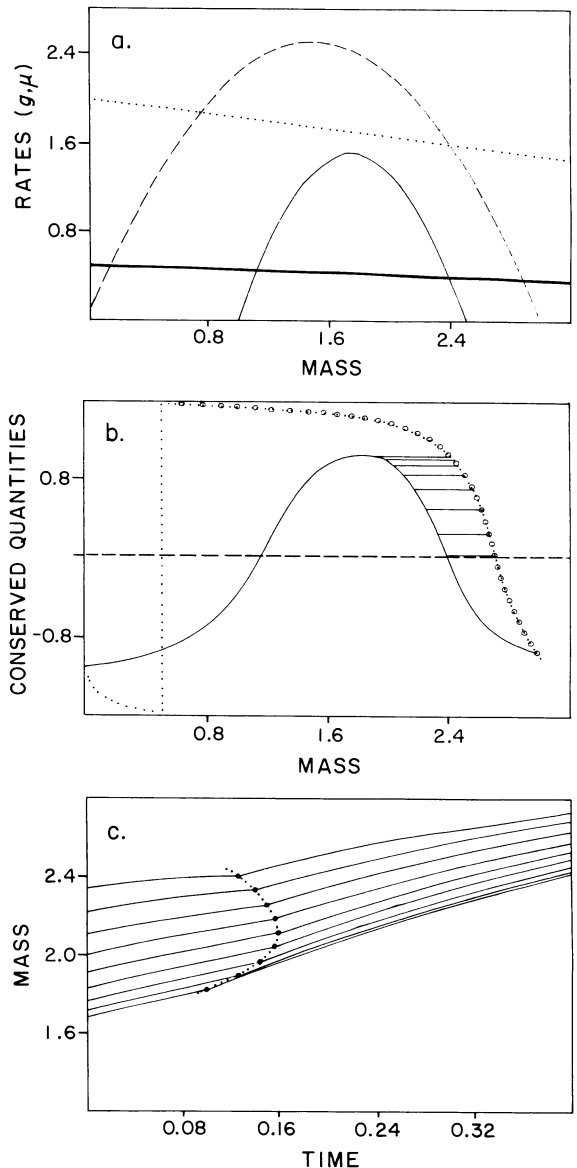 a.
RATES (g,μ)
2.4
1.6
0.8
0.8 1.6 2.4
MASS
b.
CONSERVED QUANTITIES
0.8
-0.8
0.8 1.6 2.4
MASS
c.
MASS
2.4
2.0
1.6
0.08 0.16 0.24 0.32
TIME